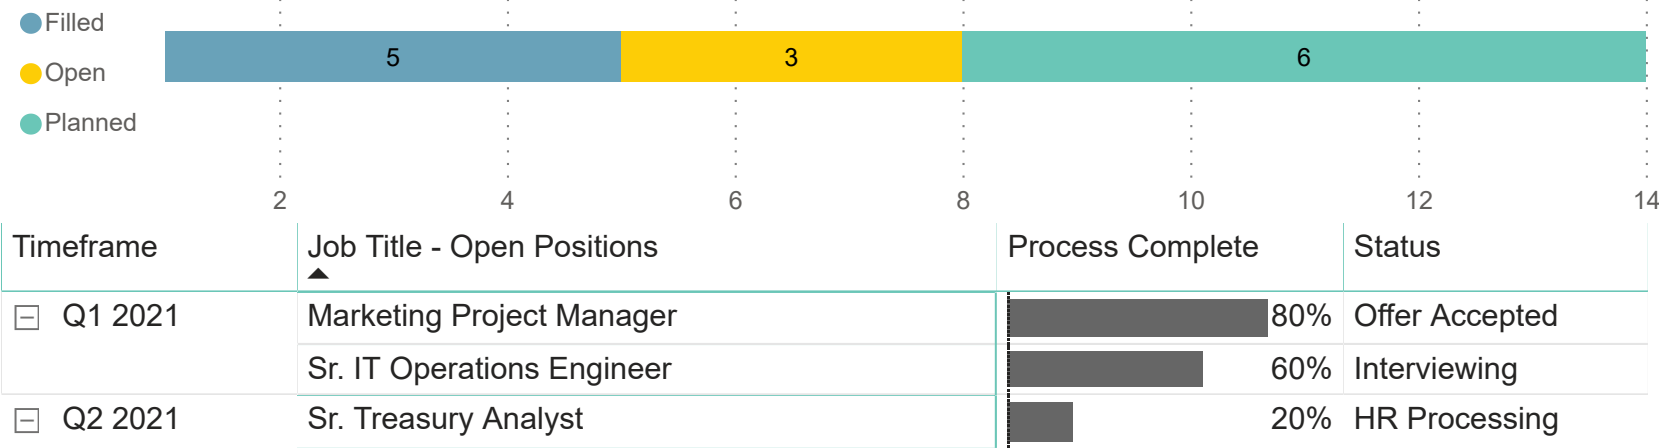 Filled
Open
Planned
5 3 6
2 4 6 8 10 12 14
Timeframe Job Title - Open Positions Process Complete Status
Q1 2021 Marketing Project Manager 80% Offer Accepted
Sr. IT Operations Engineer 60% Interviewing
Q2 2021 Sr. Treasury Analyst 20% HR Processing